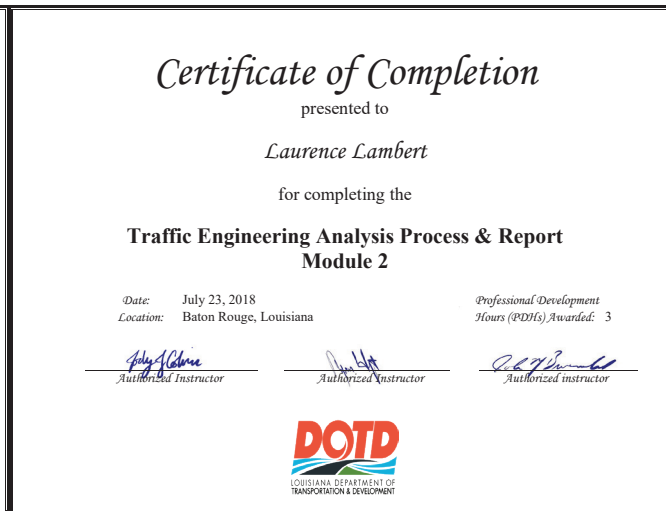 Certificate of Completion
presented to
Laurence Lambert
for completing the
Traffic Engineering Analysis Process & Report
Module 2
Date: July 23, 2018
Location: Baton Rouge, Louisiana
Professional Development
Hours (PDHs) Awarded: 3
Authorized Instructor
Authorized Instructor
Authorized instructor
DOTD
LOUISIANA DEPARTMENT OF
TRANSPORTATION & DEVELOPMENT